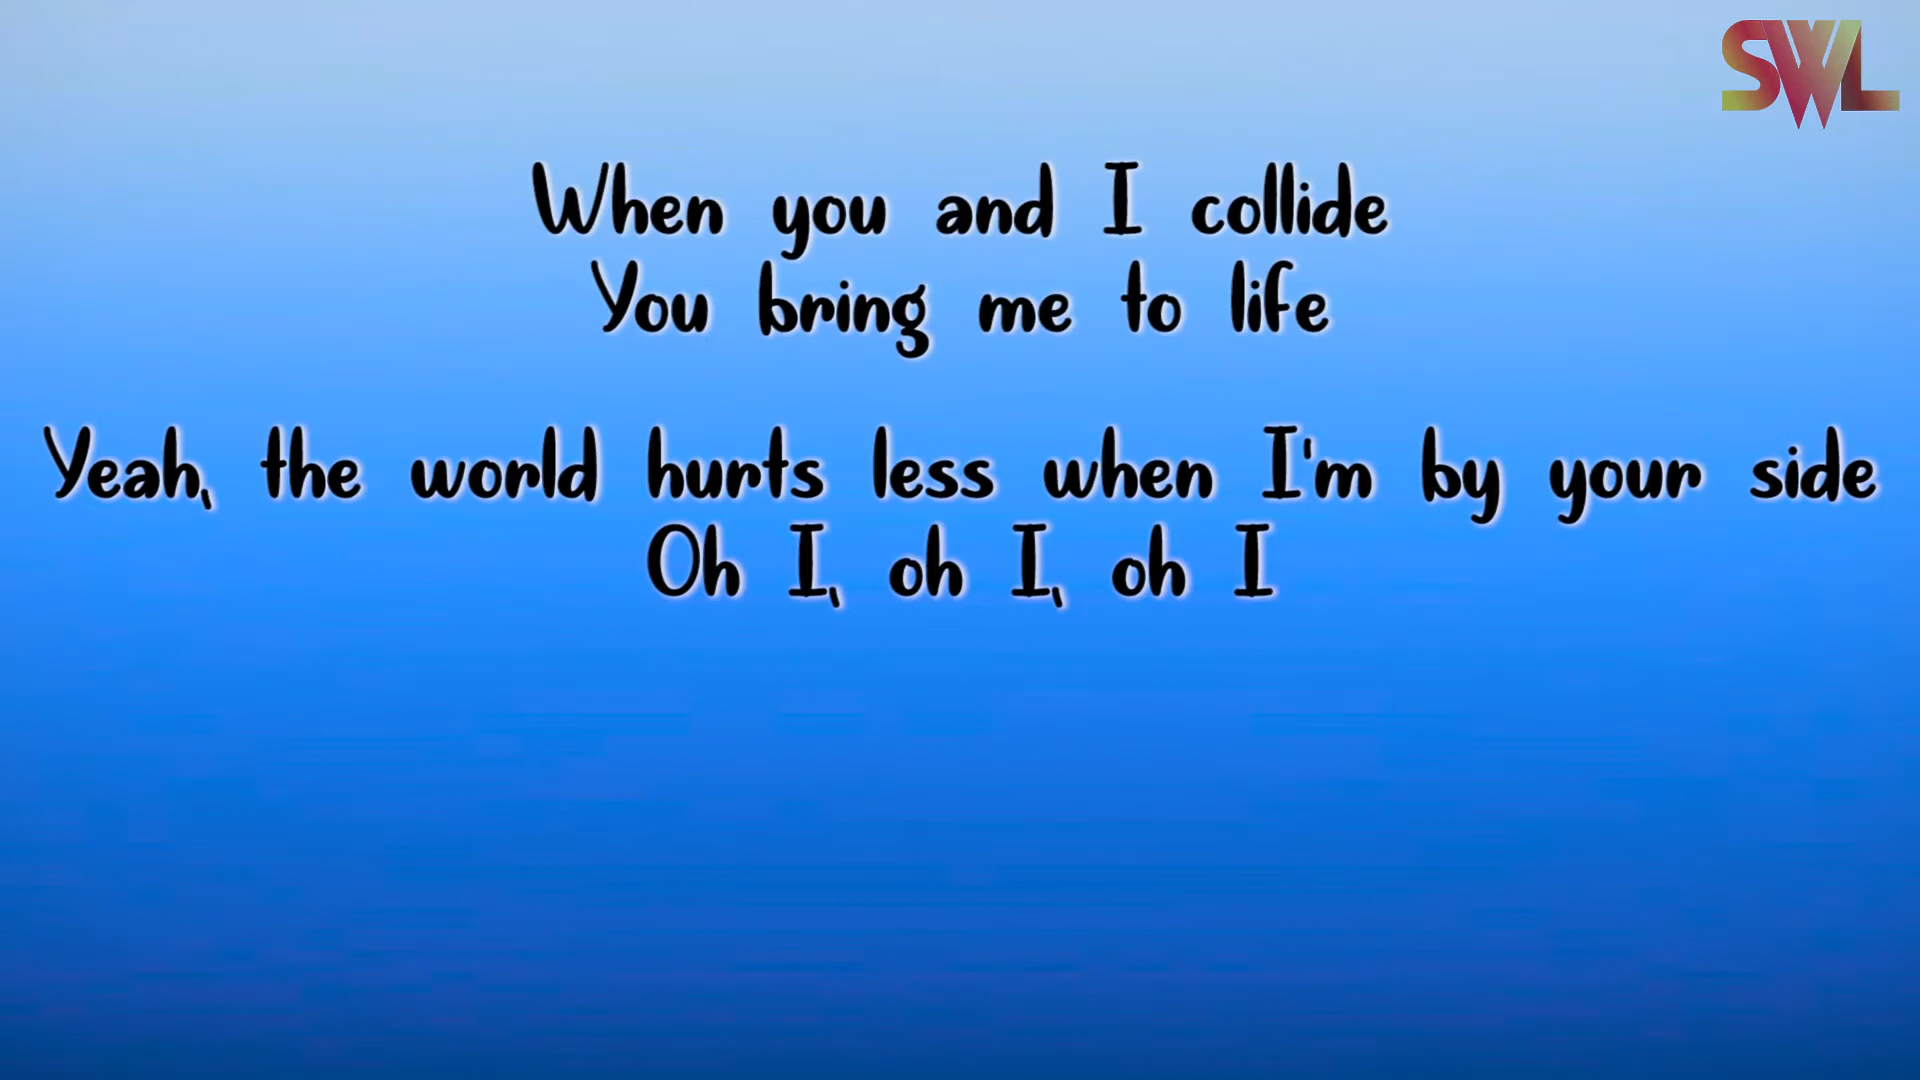 SWL
When you and I collide
You bring me to life
Yeah, the world hurts less when I'm by your side
Oh I, oh I, oh I